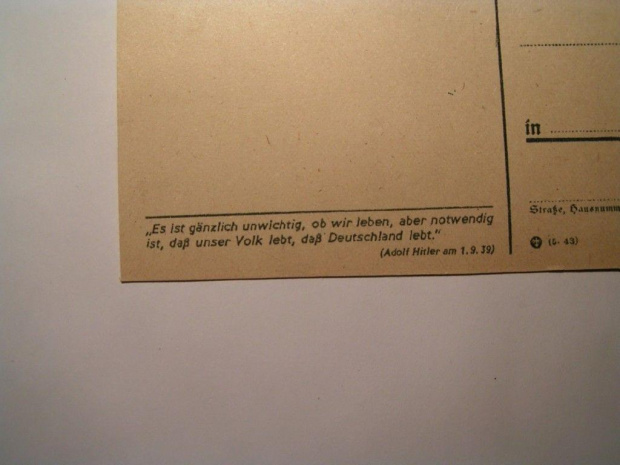 in
„Es ist gänzlich unwichtig, ob wir leben, aber notwendig
ist, daß unser Volk lebt, daß Deutschland lebt."
(Adolf Hitler am 1. 9. 39)
Straße, Hausnumm
(9. 43)